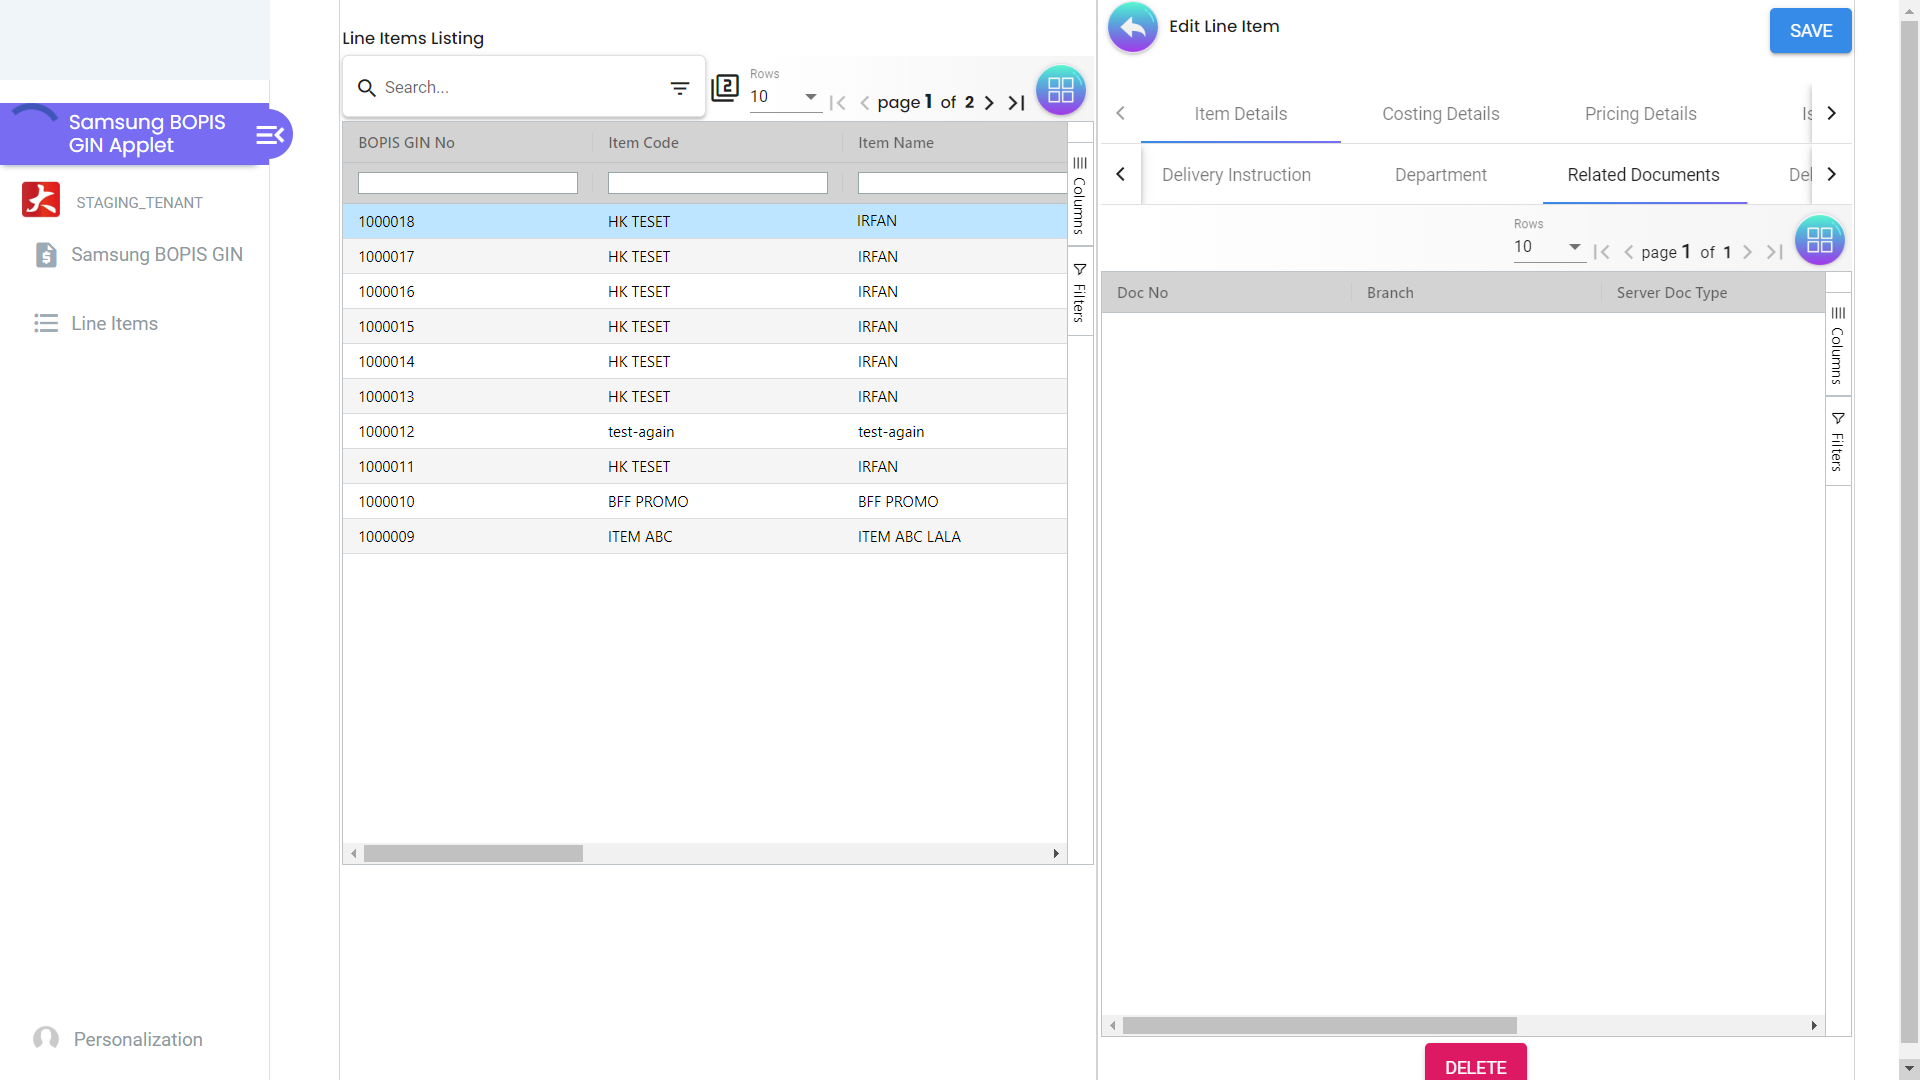 Samsung BOPIS
GIN Applet
STAGING_TENANT
Samsung BOPIS GIN
Line Items
Personalization
Line Items Listing
Search...
2
Rows
10
page 1 of 2
BOPIS GIN No Item Code Item Name
1000018 HK TESET IRFAN
1000017 HK TESET IRFAN
1000016 HK TESET IRFAN
1000015 HK TESET IRFAN
1000014 HK TESET IRFAN
1000013 HK TESET IRFAN
1000012 test-again test-again
1000011 HK TESET IRFAN
1000010 BFF PROMO BFF PROMO
1000009 ITEM ABC ITEM ABC LALA
Columns
Filters
Edit Line Item
SAVE
Item Details Costing Details Pricing Details
Delivery Instruction Department Related Documents
Rows
10
page 1 of 1
Doc No Branch Server Doc Type
Columns
Filters
DELETE